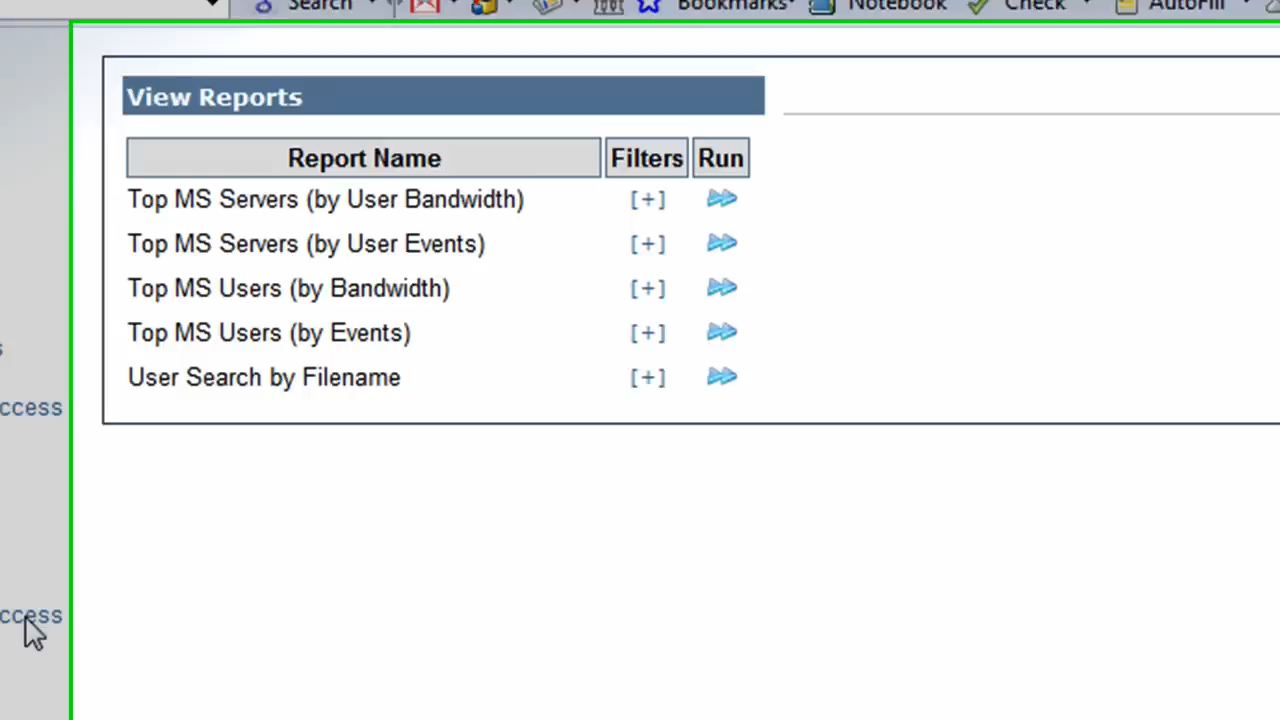 Search Bookmarks Notebook Check AutoFill
View Reports
Report Name Filters Run
Top MS Servers (by User Bandwidth) [+]
Top MS Servers (by User Events) [+]
Top MS Users (by Bandwidth) [+]
Top MS Users (by Events) [+]
User Search by Filename [+]
s
ccess
ccess